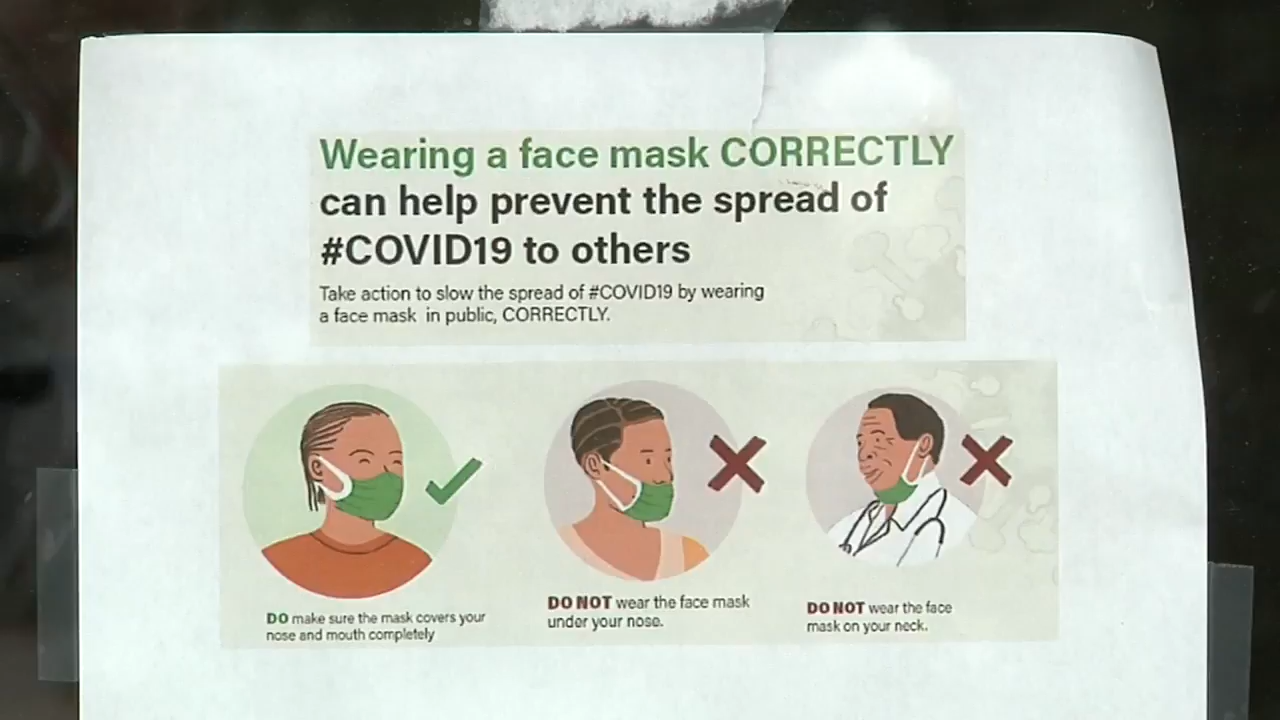 Wearing a face mask CORRECTLY
can help prevent the spread of
#COVID19 to others
Take action to slow the spread of #COVID19 by wearing
a face mask in public, CORRECTLY.
DO make sure the mask covers your
nose and mouth completely
DO NOT wear the face mask
under your nose.
DO NOT wear the face
mask on your neck.